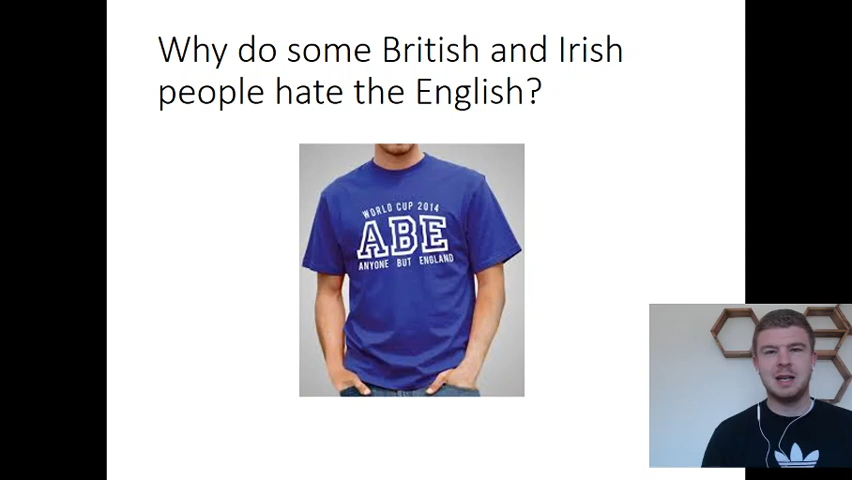 Why do some British and Irish
people hate the English?
WORLD CUP 2014
ABE
ANYONE BUT ENGLAND